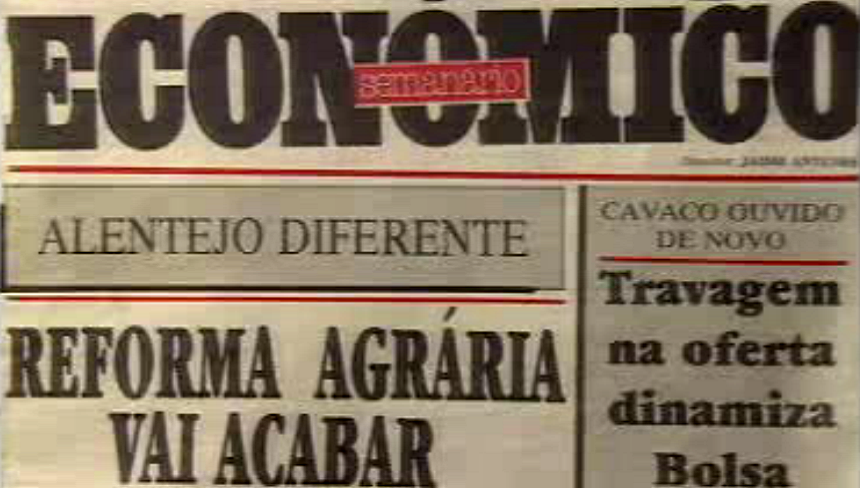 ECONÓMICO
semanário
ALENTEJO DIFERENTE
REFORMA AGRÁRIA
VAI ACABAR
CAVACO OUVIDO
DE NOVO
Travagem
na oferta
dinamiza
Bolsa